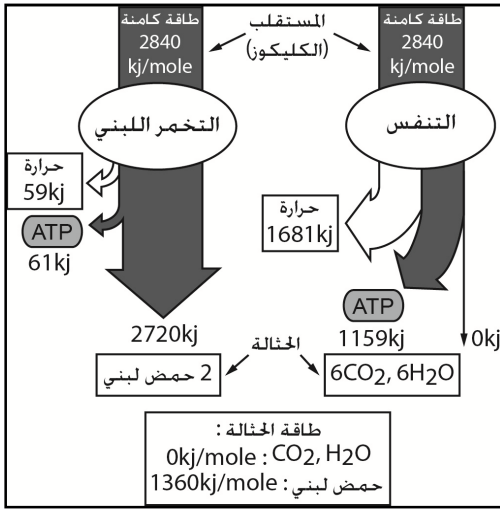 طاقة كامنة
2840
kj/mole
المستقلب
(الكليكوز)
طاقة كامنة
2840
kj/mole
التخمر اللبني
التنفس
حرارة
59kj
ATP
61kj
حرارة
1681kj
ATP
1159kj
0kj
2720kj
الحثالة
2 حمض لبني
6CO₂, 6H₂O
طاقة الحثالة :
0kj/mole : CO₂, H₂O
1360kj/mole : حمض لبني